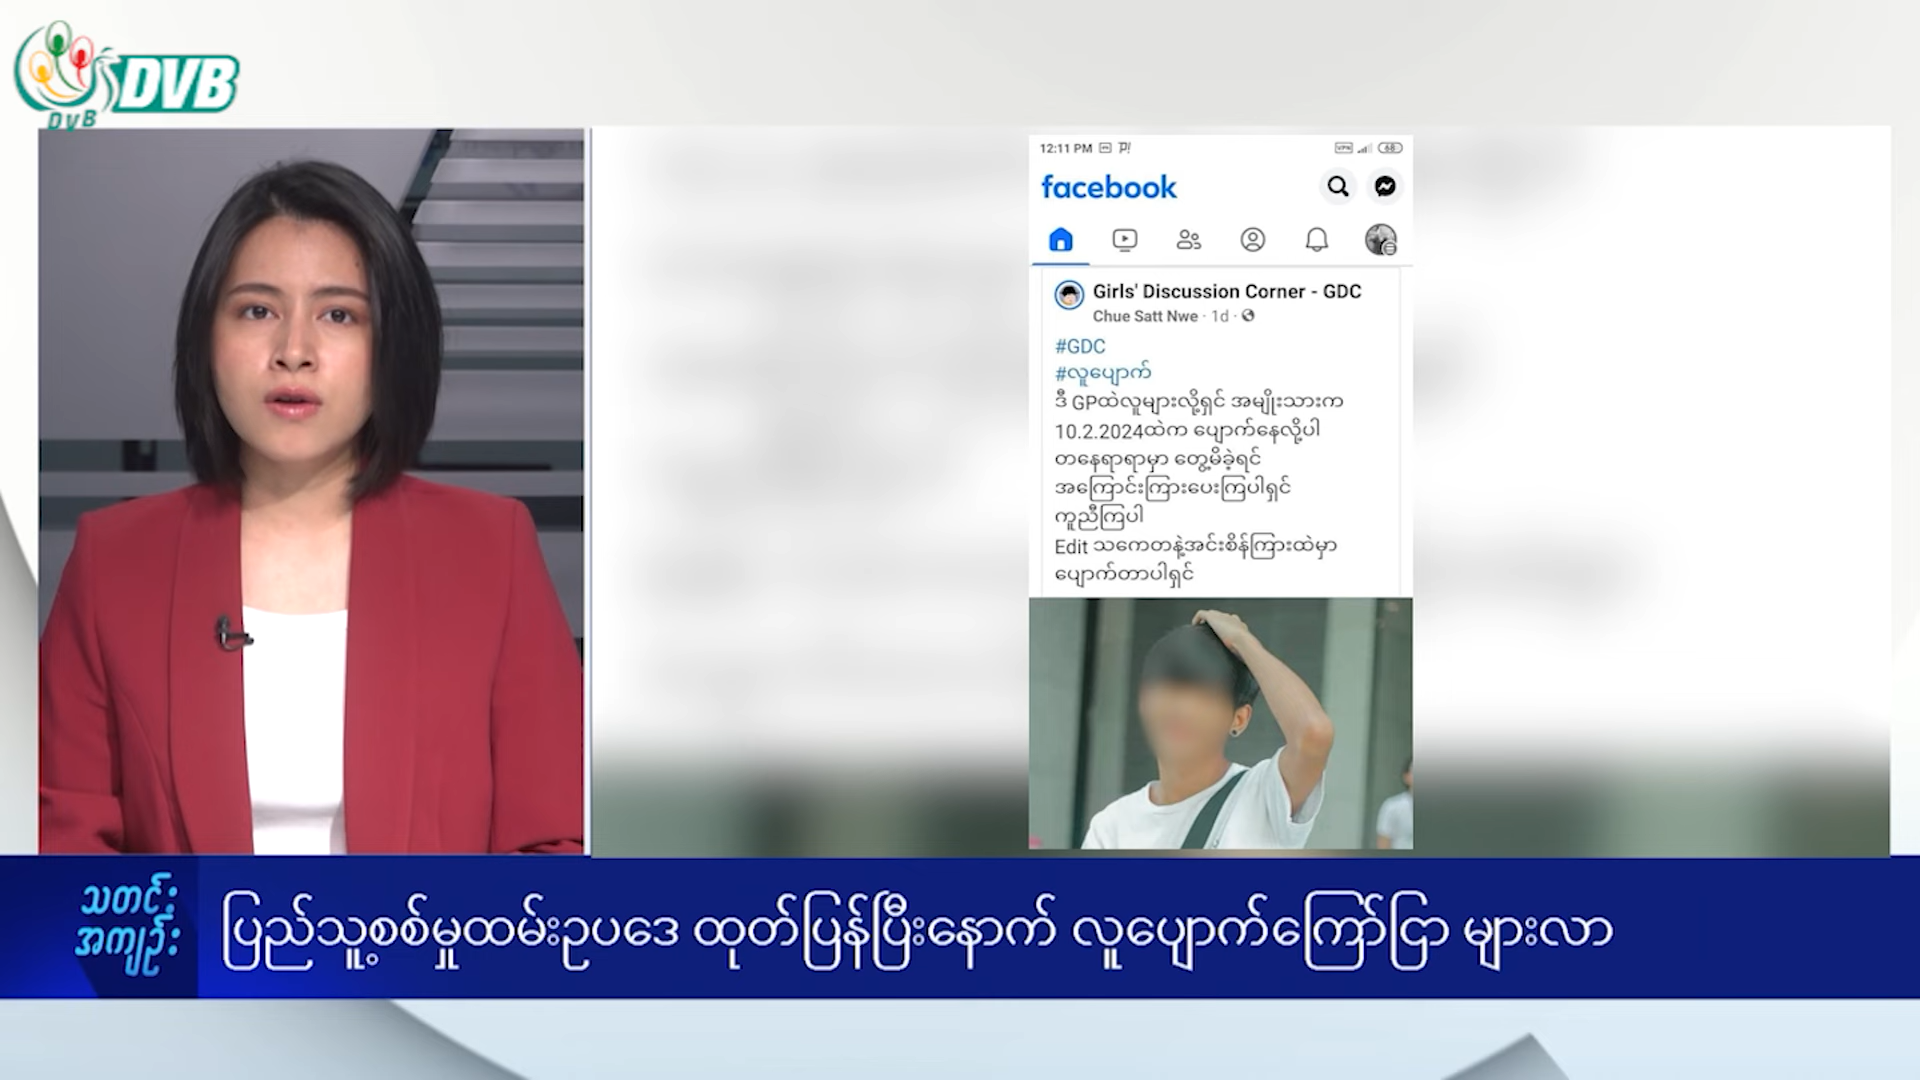 DVB
DVB
12:11 PM
VPN
68
facebook
Girls' Discussion Corner - GDC
Chue Satt Nwe · 1d ·
#GDC
#လူပျောက်
ဒီ GPထဲလူများလို့ရှင် အမျိုးသားက
10.2.2024ထဲက ပျောက်နေလို့ပါ
တနေရာရာမှာ တွေ့မိခဲ့ရင်
အကြောင်းကြားပေးကြပါရှင်
ကူညီကြပါ
Edit သကေတနဲ့အင်းစိန်ကြားထဲမှာ
ပျောက်တာပါရှင်
သတင်း
အကျဉ်း
ပြည်သူ့စစ်မှုထမ်းဥပဒေ ထုတ်ပြန်ပြီးနောက် လူပျောက်ကြော်ငြာ များလာ